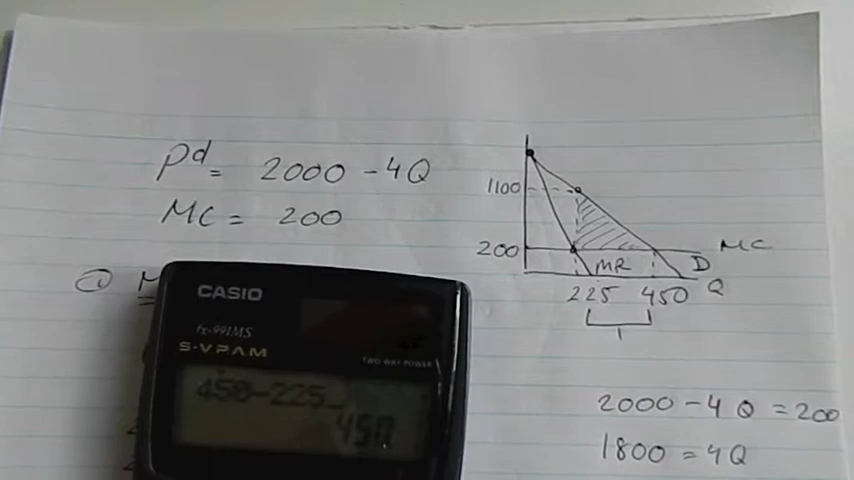 Pd = 2000 - 4Q
MC = 200
1100
200
MC
D
MR
225 450 Q
a
CASIO
fx-991MS
S-V.P.A.M.
TWO WAY POWER
450-225_
450
2000 - 4Q = 200
1800 = 4Q